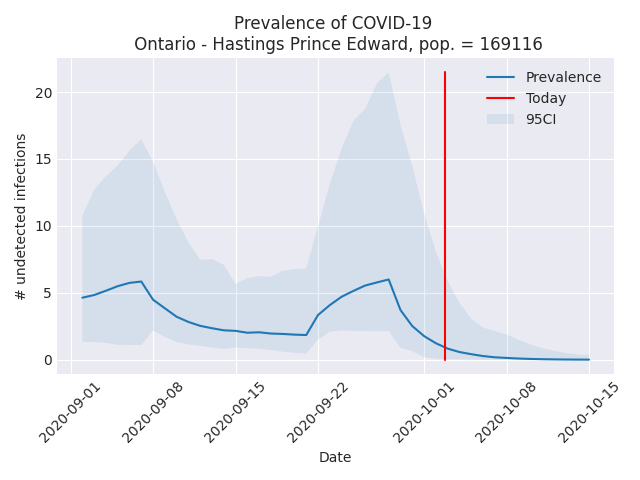 Prevalence of COVID-19
Ontario - Hastings Prince Edward, pop. = 169116
Prevalence
Today
95CI
# undetected infections
20
15
10
5
0
2020-09-01
2020-09-08
2020-09-15
2020-09-22
2020-10-01
2020-10-08
2020-10-15
Date